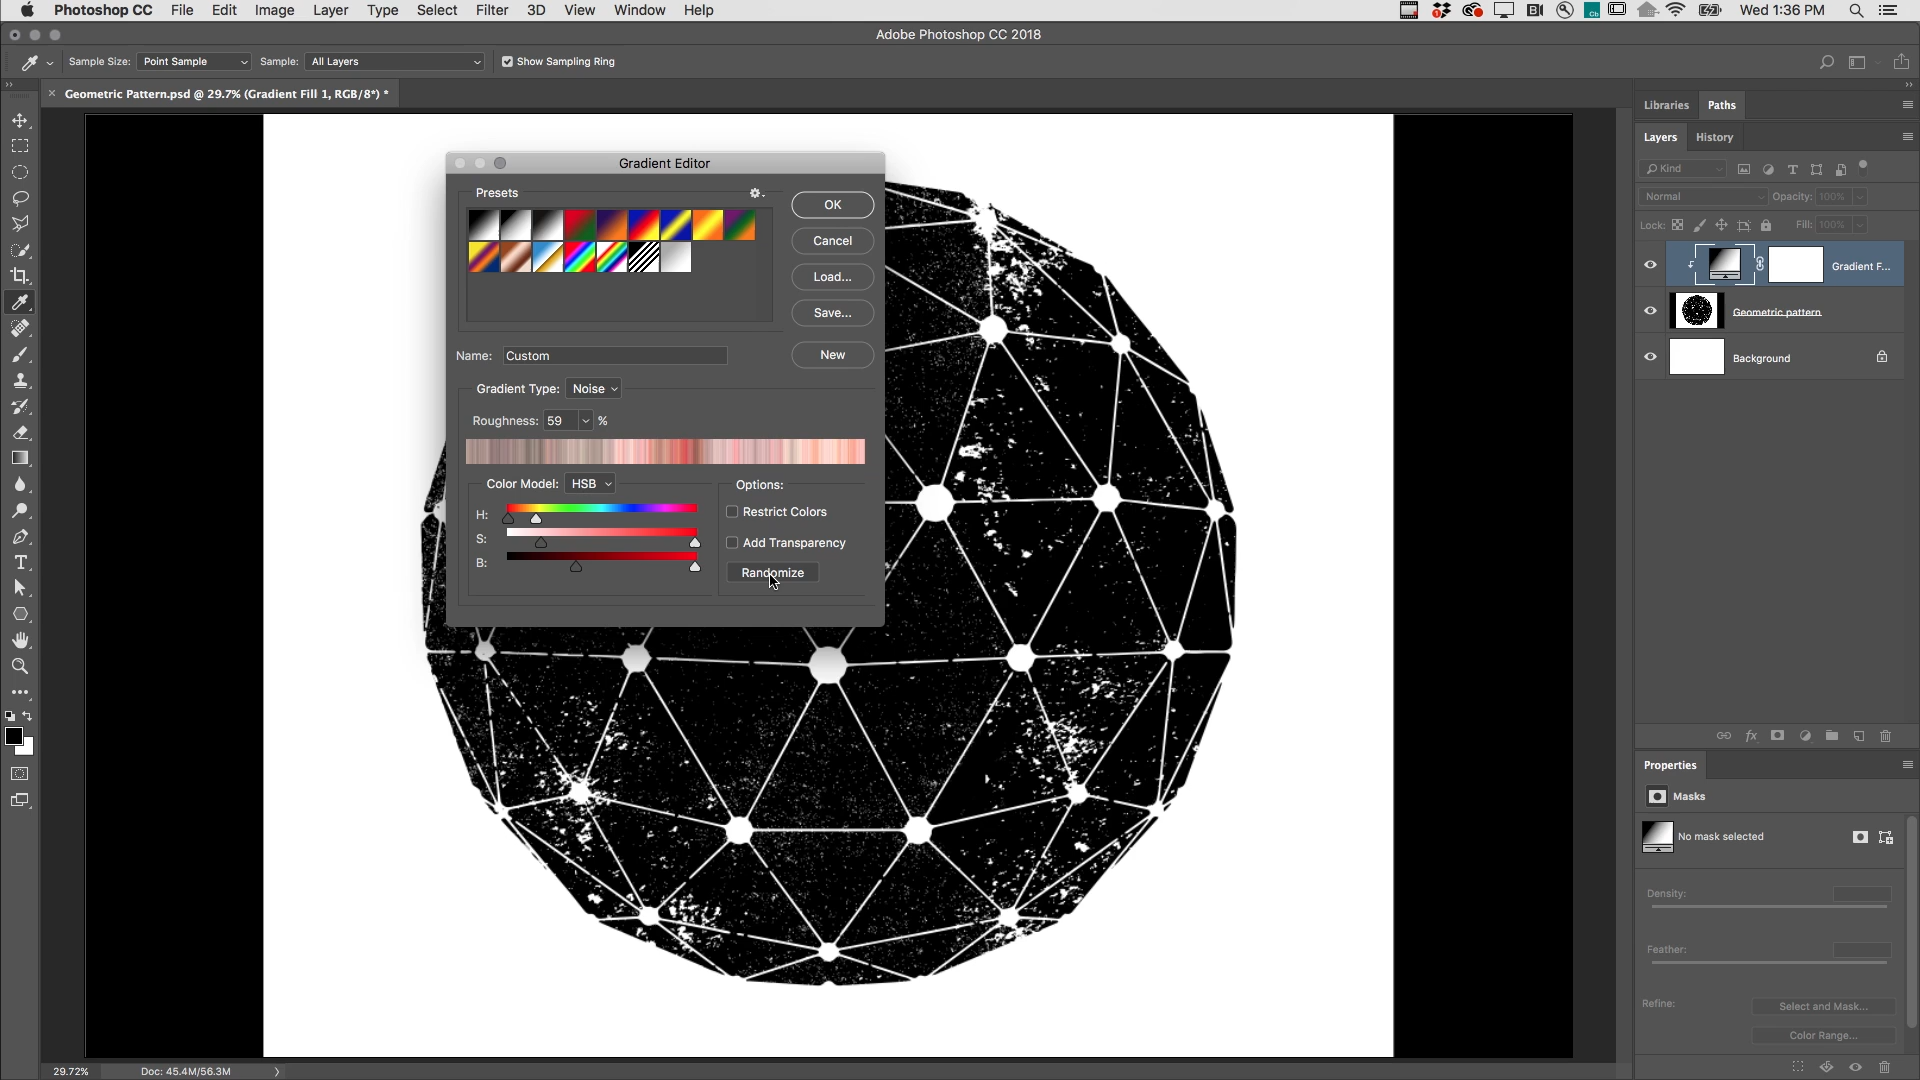 Photoshop CC File Edit Image Layer Type Select Filter 3D View Window Help Wed 1:36 PM
Adobe Photoshop CC 2018
Sample Size: Point Sample Sample: All Layers Show Sampling Ring
Geometric Pattern.psd @ 29.7% (Gradient Fill 1, RGB/8*) *
Libraries Paths
Layers History
Kind
Normal Opacity: 100%
Lock: Fill: 100%
Gradient F...
Geometric pattern
Background
Gradient Editor
Presets
OK
Cancel
Load...
Save...
Name: Custom
New
Gradient Type: Noise
Roughness: 59 %
Color Model: HSB
Options:
H:
Restrict Colors
S:
Add Transparency
B:
Randomize
Properties
Masks
No mask selected
Density:
Feather:
Refine: Select and Mask...
Color Range...
29.72% Doc: 45.4M/56.3M